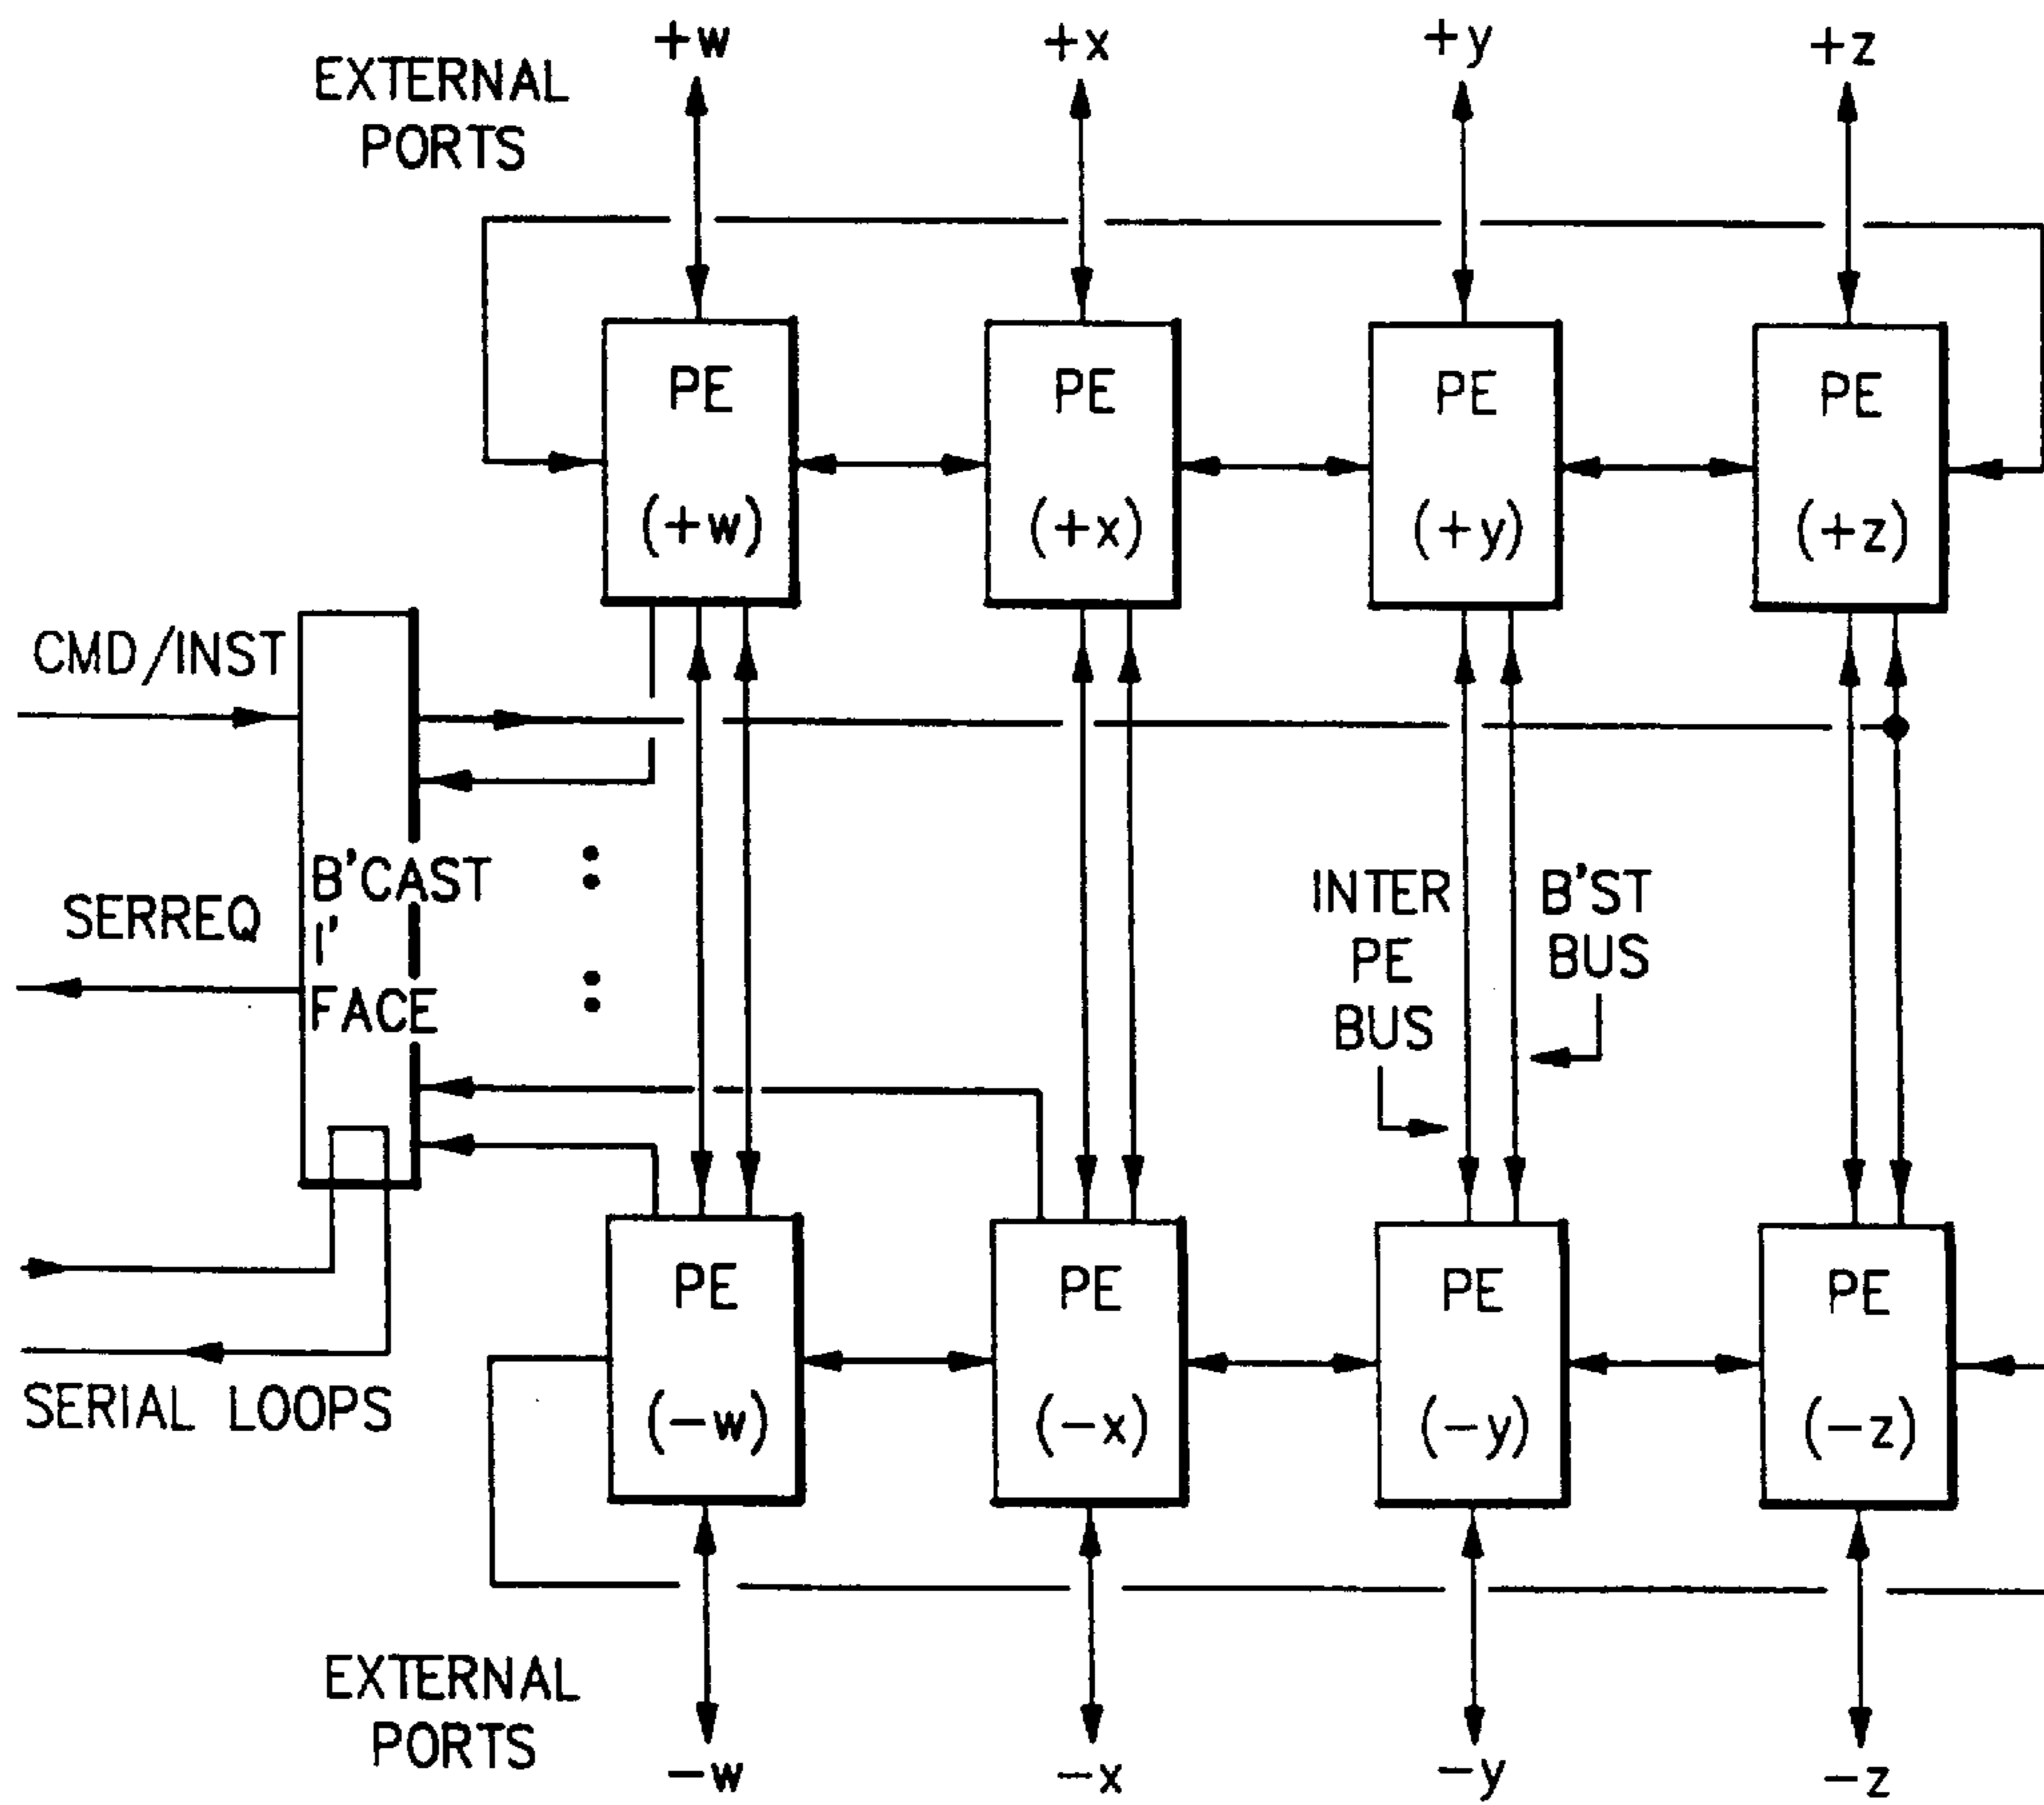 EXTERNAL
PORTS
+w
+x
+y
+z
PE
(+w)
PE
(+x)
PE
(+y)
PE
(+z)
CMD/INST
SERREQ
B'CAST
I'
FACE
INTER
PE
BUS
B'ST
BUS
SERIAL LOOPS
PE
(-w)
PE
(-x)
PE
(-y)
PE
(-z)
EXTERNAL
PORTS
-w
-x
-y
-z